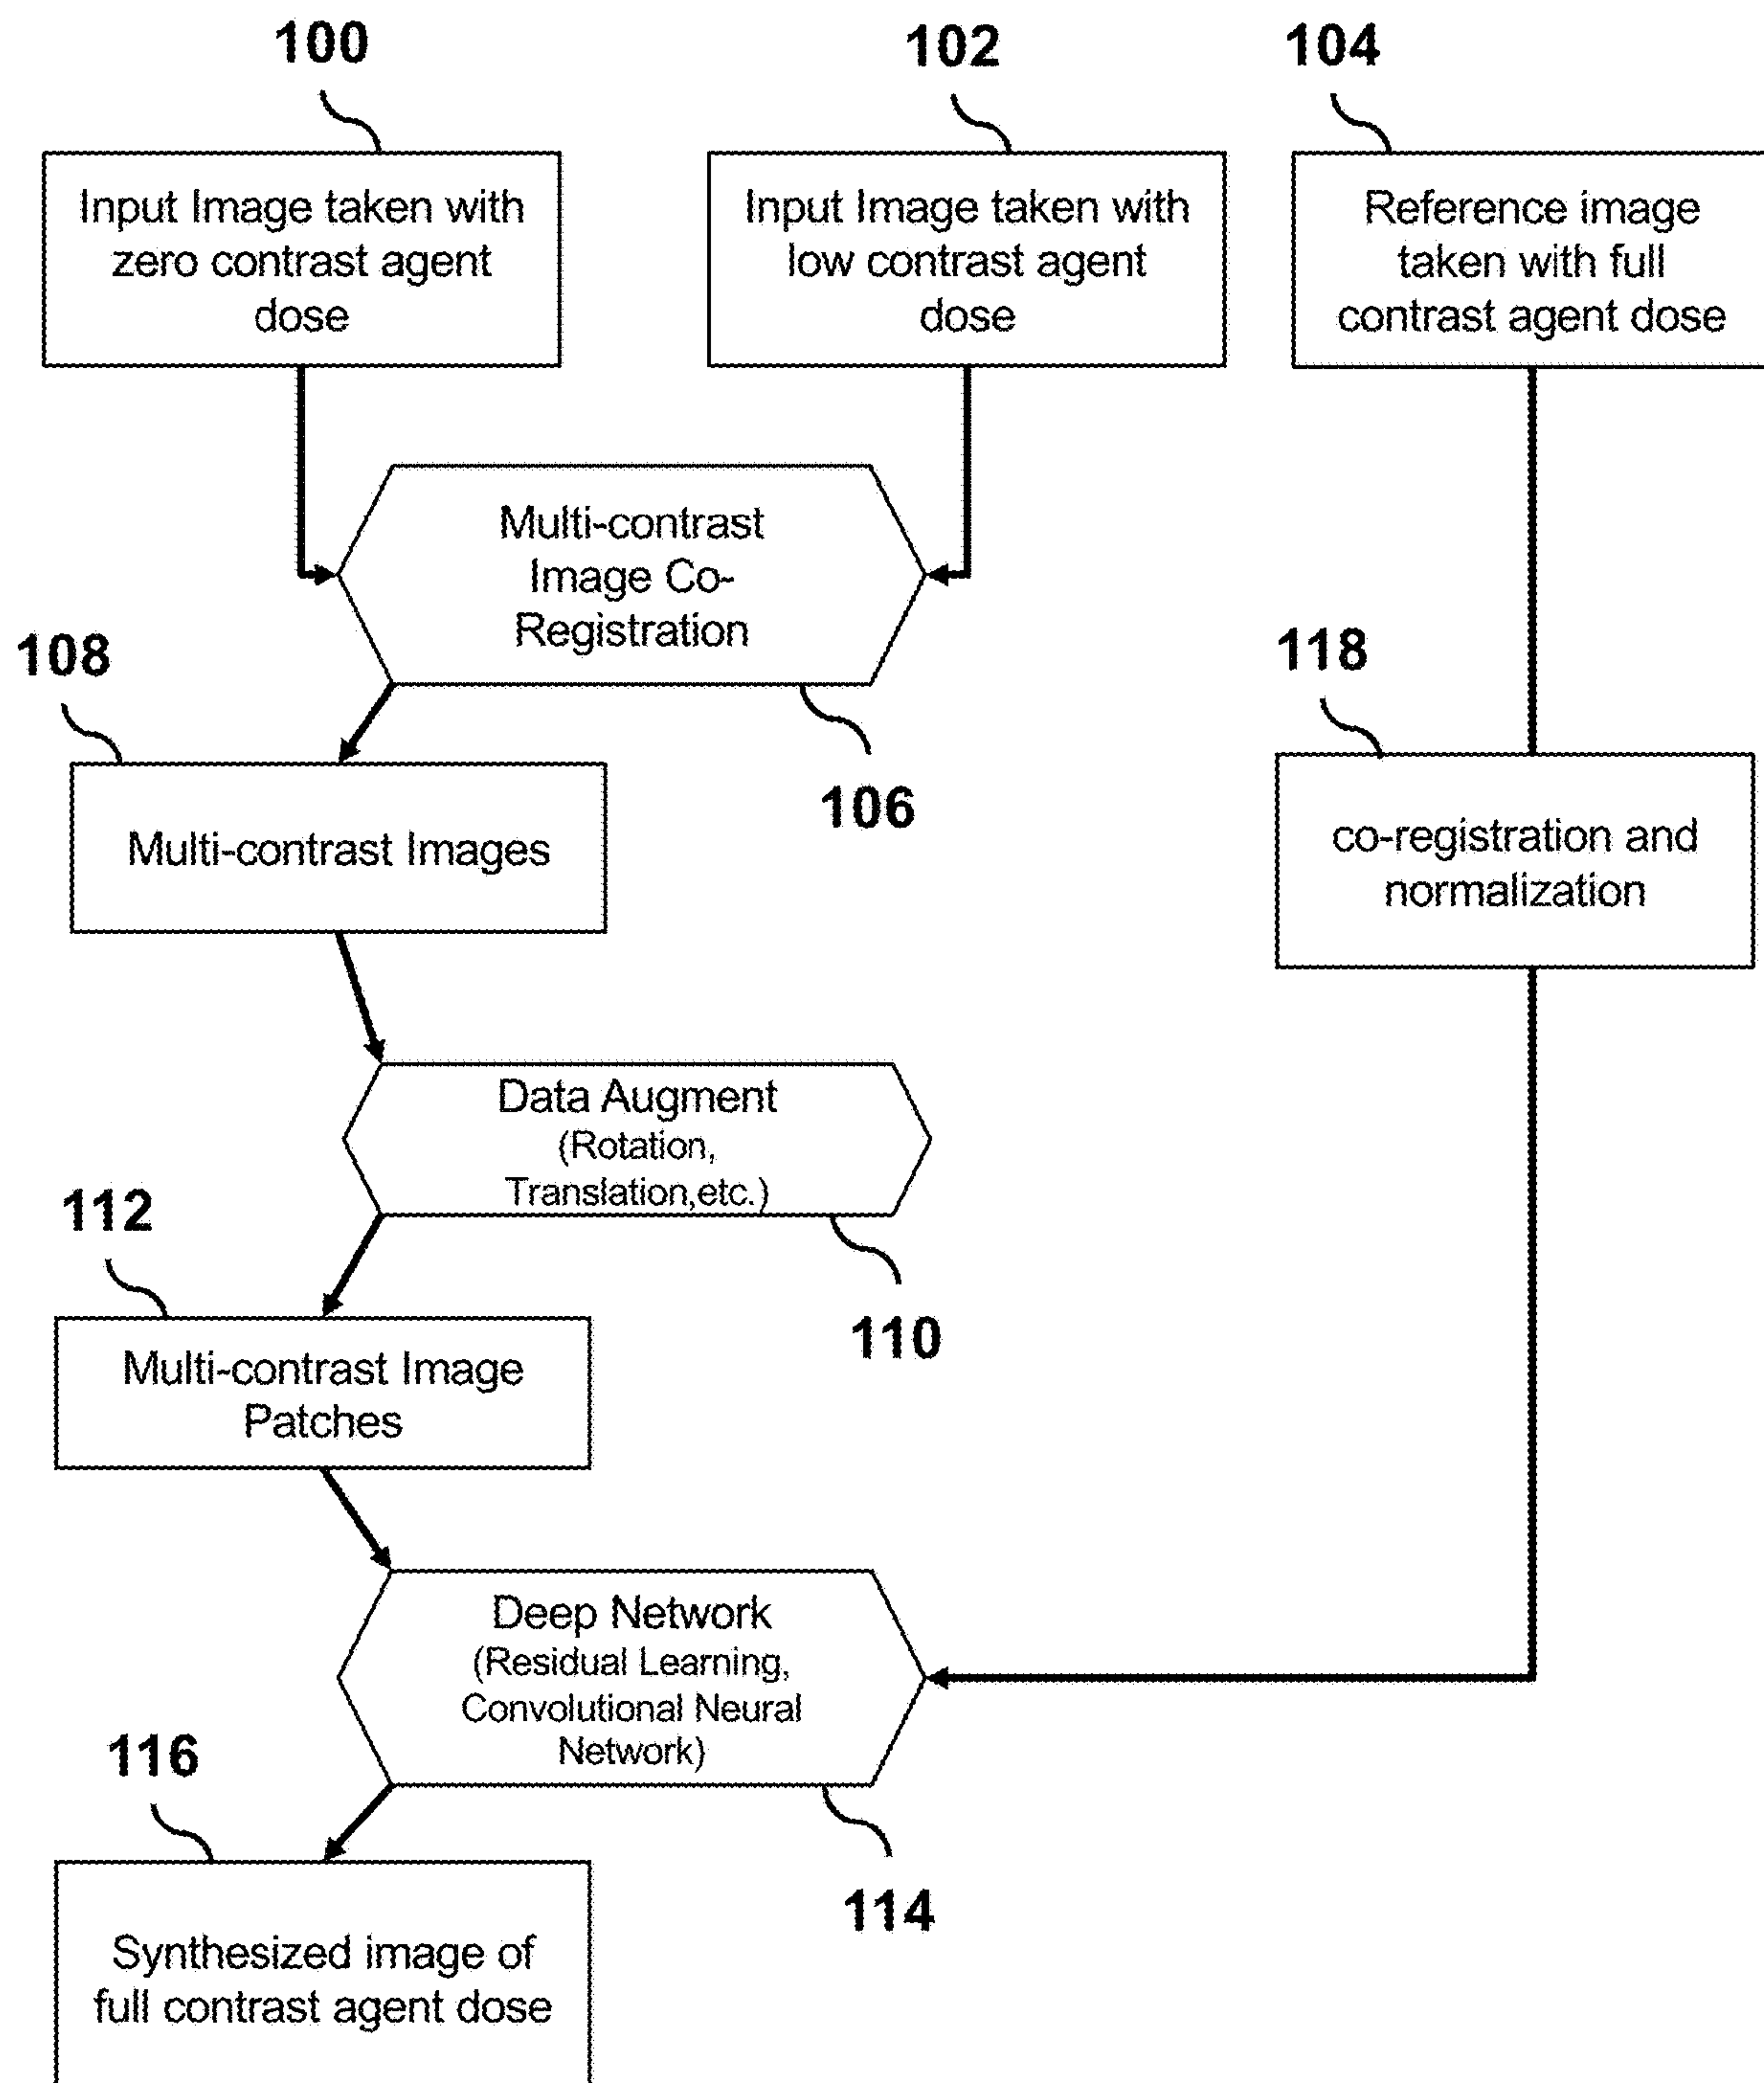 100
102
104
Input Image taken with
zero contrast agent
dose
Input Image taken with
low contrast agent
dose
Reference image
taken with full
contrast agent dose
Multi-contrast
Image Co-
Registration
108
118
106
Multi-contrast Images
co-registration and
normalization
Data Augment
(Rotation,
Translation,etc.)
112
110
Multi-contrast Image
Patches
Deep Network
(Residual Learning,
Convolutional Neural
Network)
116
114
Synthesized image of
full contrast agent dose